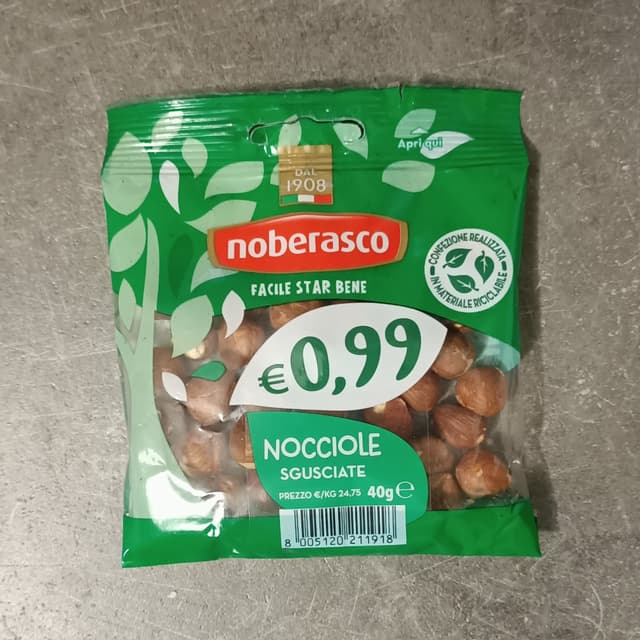 Apri qui
DAL
1908
noberasco
FACILE STAR BENE
CONFEZIONE REALIZZATA
IN MATERIALE RICICLABILE
€0,99
NOCCIOLE
SGUSCIATE
PREZZO €/KG 24,75 40g℮
8 005120 211918